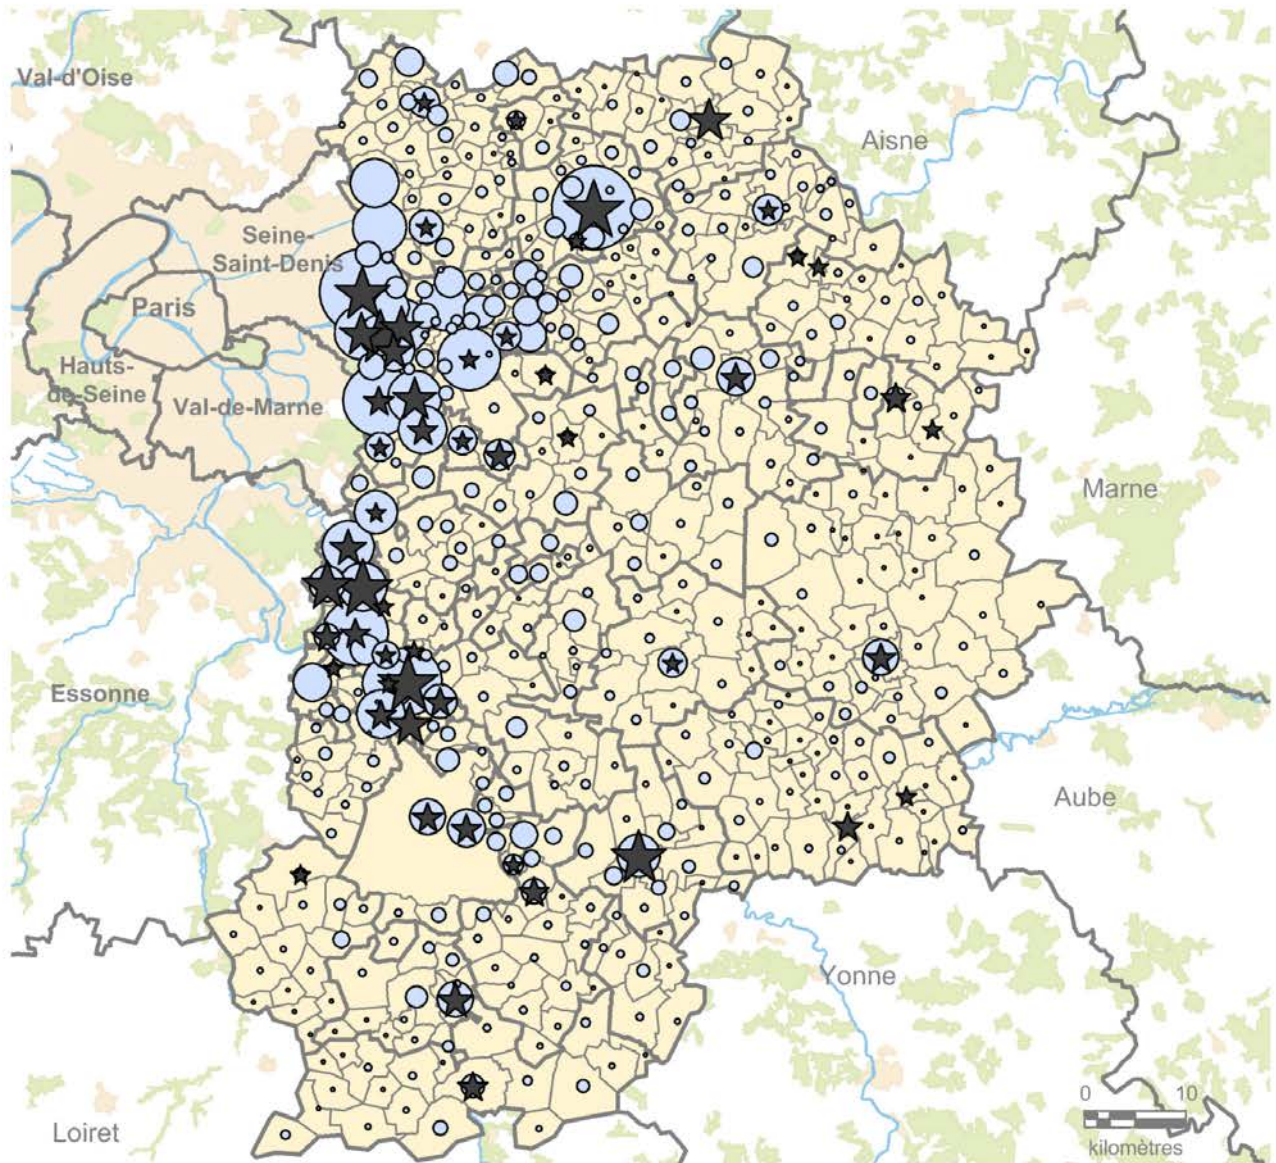 Val-d'Oise
Aisne
Seine-
Saint-Denis
Paris
Hauts-
de-Seine
Val-de-Marne
Marne
Essonne
Aube
Yonne
0 10
kilomètres
Loiret